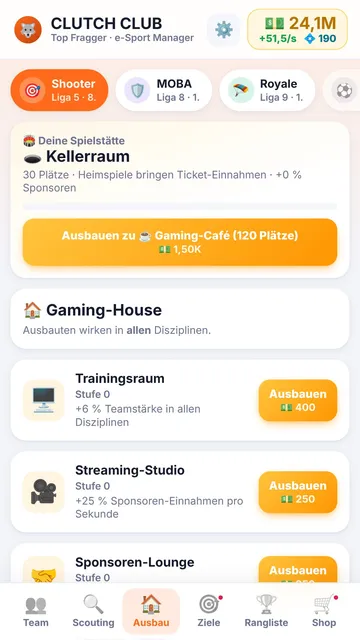 CLUTCH CLUB
Top Fragger · e-Sport Manager
24,1M
+51,5/s 190
Shooter
Liga 5 · 8.
MOBA
Liga 8 · 1.
Royale
Liga 9 · 1.
Deine Spielstätte
Kellerraum
30 Plätze · Heimspiele bringen Ticket-Einnahmen · +0 %
Sponsoren
Ausbauen zu Gaming-Café (120 Plätze)
1,50K
Gaming-House
Ausbauten wirken in allen Disziplinen.
Trainingsraum
Stufe 0
+6 % Teamstärke in allen
Disziplinen
Ausbauen
400
Streaming-Studio
Stufe 0
+25 % Sponsoren-Einnahmen pro
Sekunde
Ausbauen
250
Sponsoren-Lounge
Stufe 0
Ausbauen
Team
Scouting
Ausbau
Ziele
Rangliste
Shop